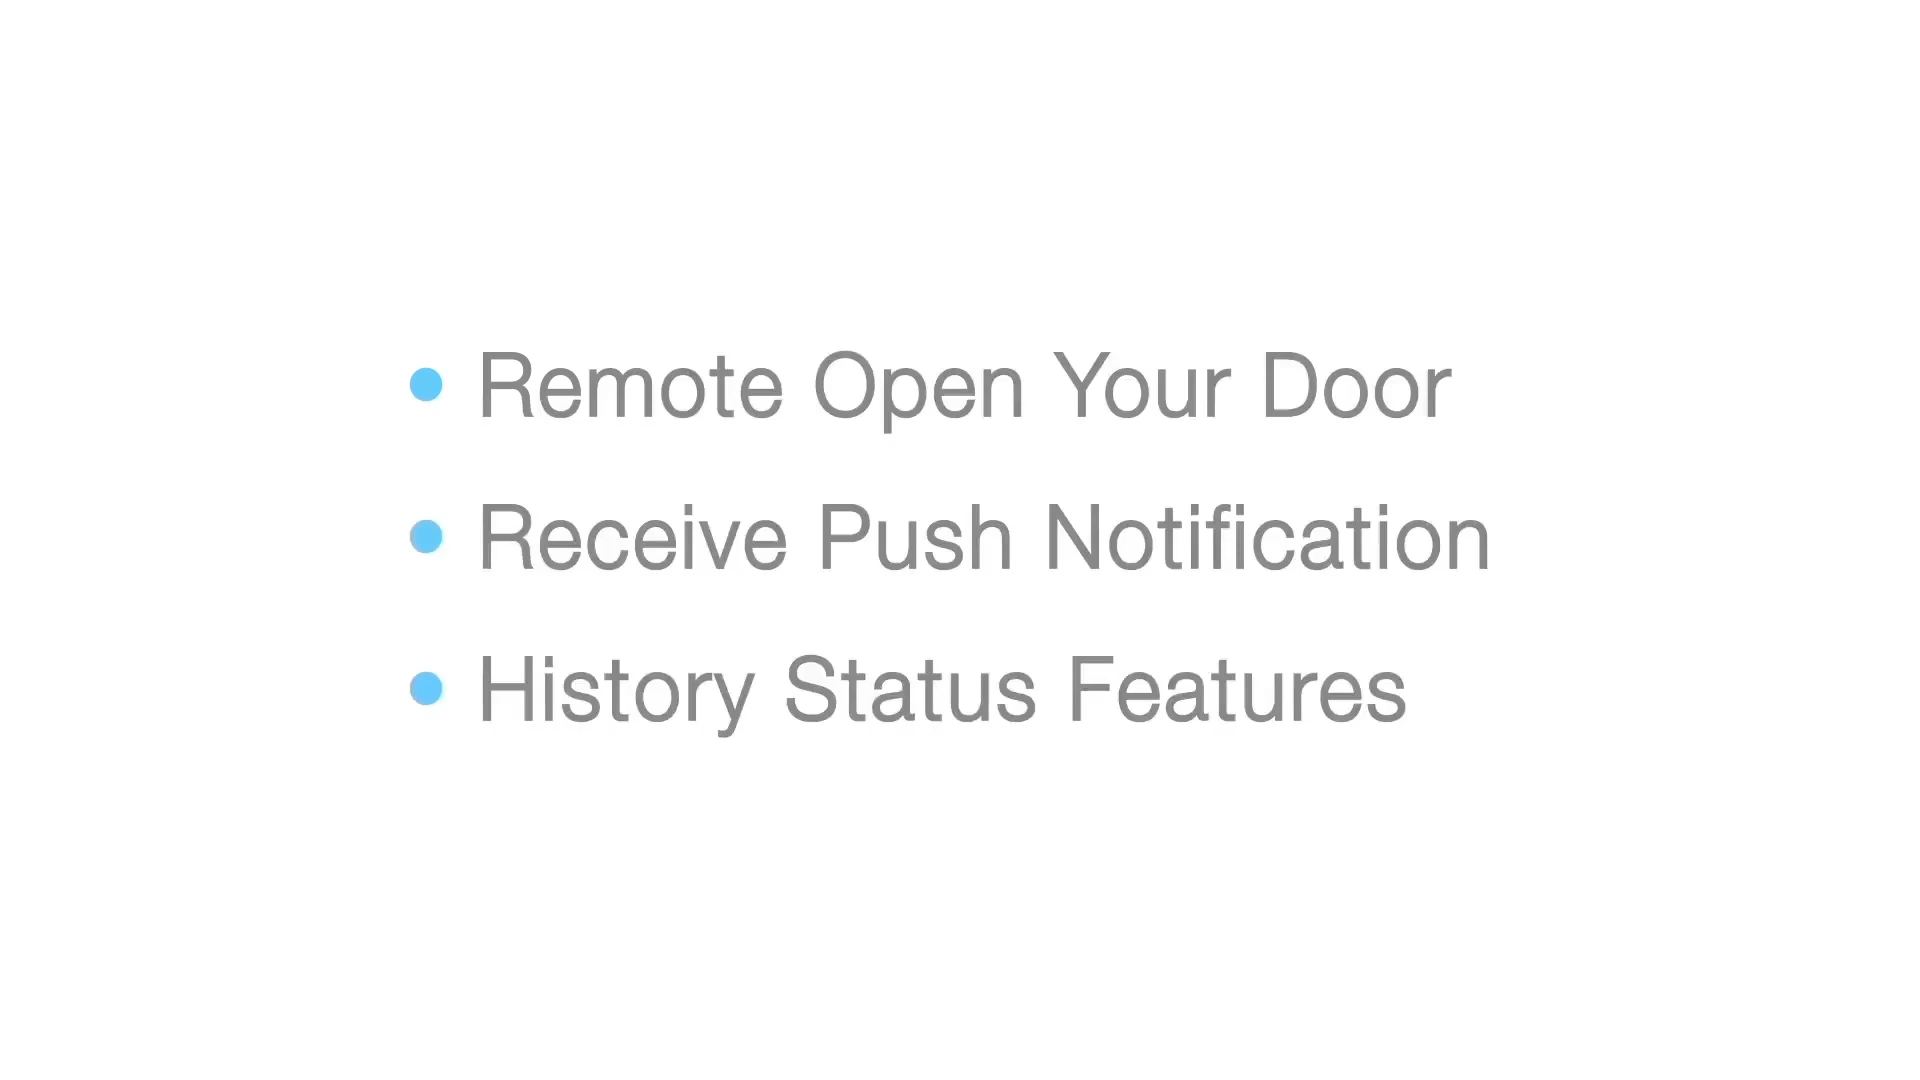 • Remote Open Your Door
• Receive Push Notification
• History Status Features